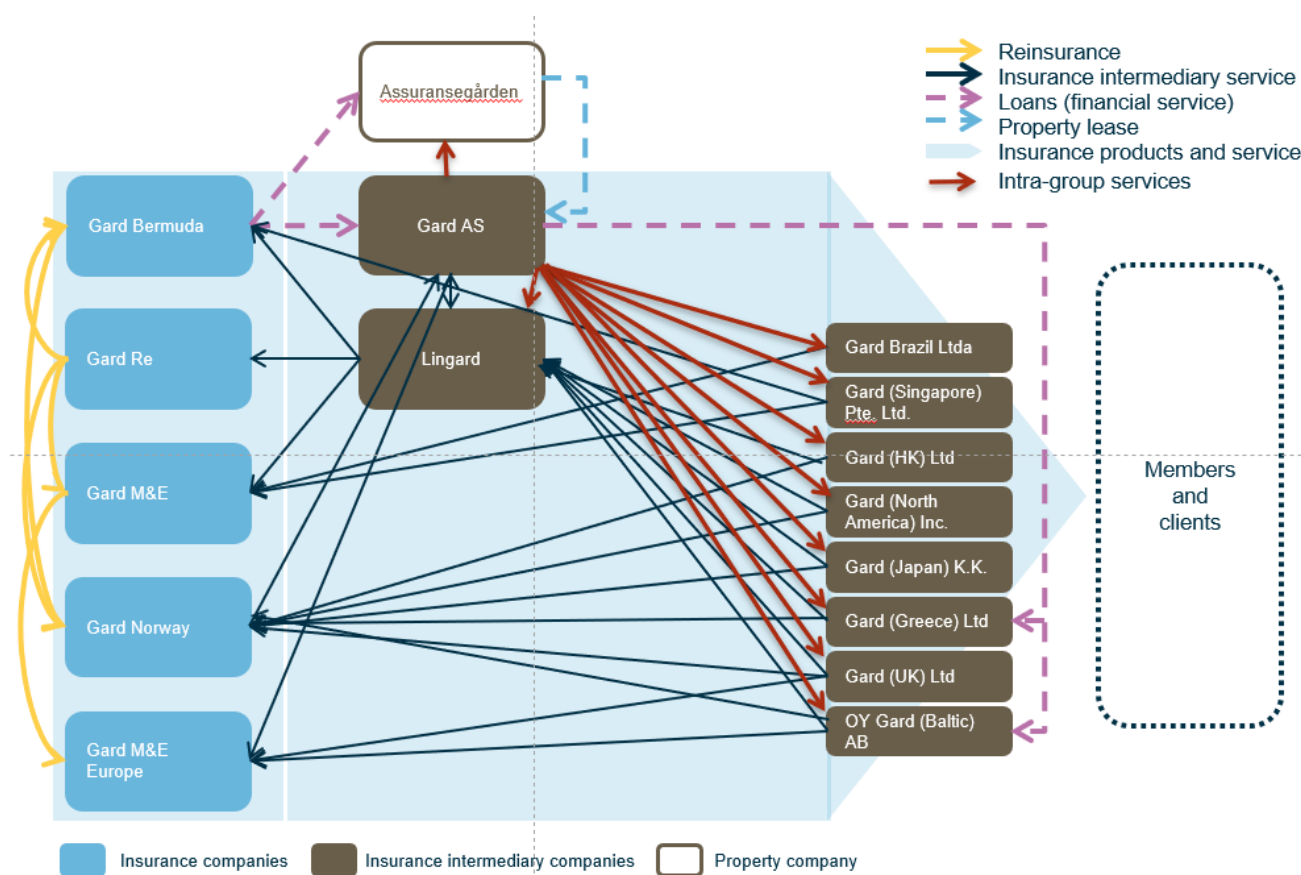 Assuransegården
Reinsurance
Insurance intermediary service
Loans (financial service)
Property lease
Insurance products and service
Intra-group services
Gard Bermuda
Gard AS
Gard Re
Lingard
Gard M&E
Gard Norway
Gard M&E
Europe
Gard Brazil Ltda
Gard (Singapore)
Pte. Ltd.
Gard (HK) Ltd
Gard (North
America) Inc.
Gard (Japan) K.K.
Gard (Greece) Ltd
Gard (UK) Ltd
OY Gard (Baltic)
AB
Members
and
clients
Insurance companies
Insurance intermediary companies
Property company